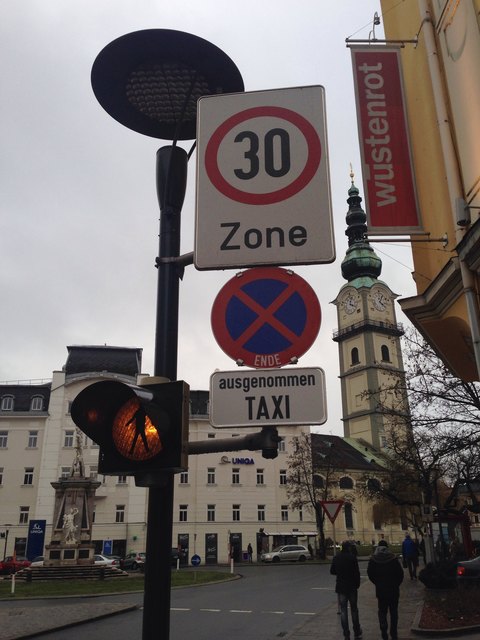 30
Zone
ENDE
ausgenommen
TAXI
wüstenrot
UNIQA